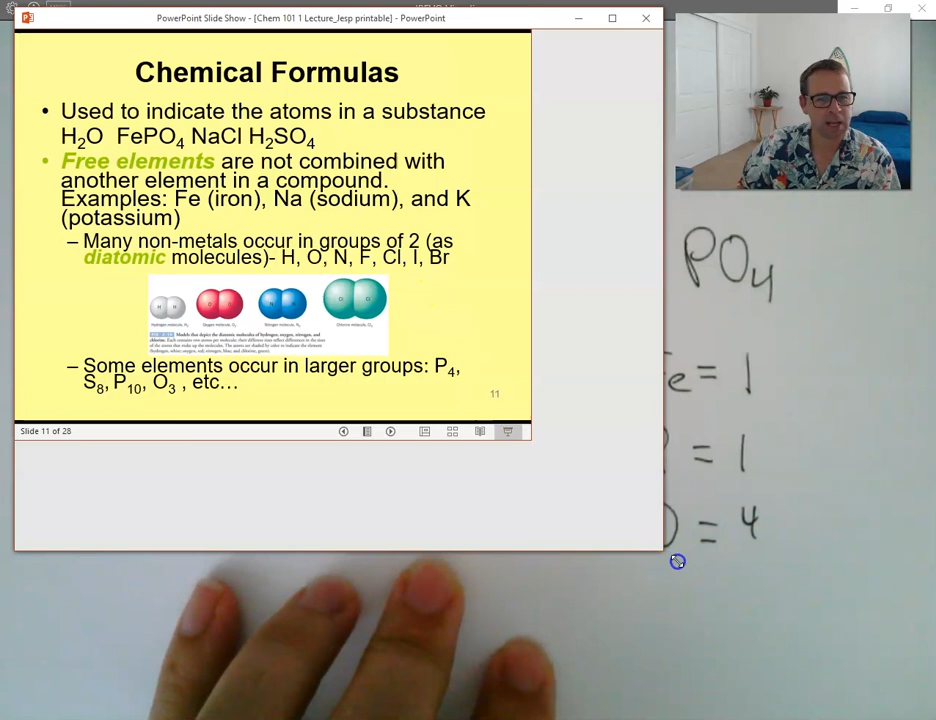 PowerPoint Slide Show - [Chem 101 1 Lecture_Jesp printable] - PowerPoint
Chemical Formulas
• Used to indicate the atoms in a substance
H₂O FePO₄ NaCl H₂SO₄
• Free elements are not combined with
another element in a compound.
Examples: Fe (iron), Na (sodium), and K
(potassium)
– Many non-metals occur in groups of 2 (as
diatomic molecules)- H, O, N, F, Cl, I, Br
– Some elements occur in larger groups: P₄,
S₈, P₁₀, O₃ , etc…
11
Slide 11 of 28
PO₄
e = 1
= 1
= 4